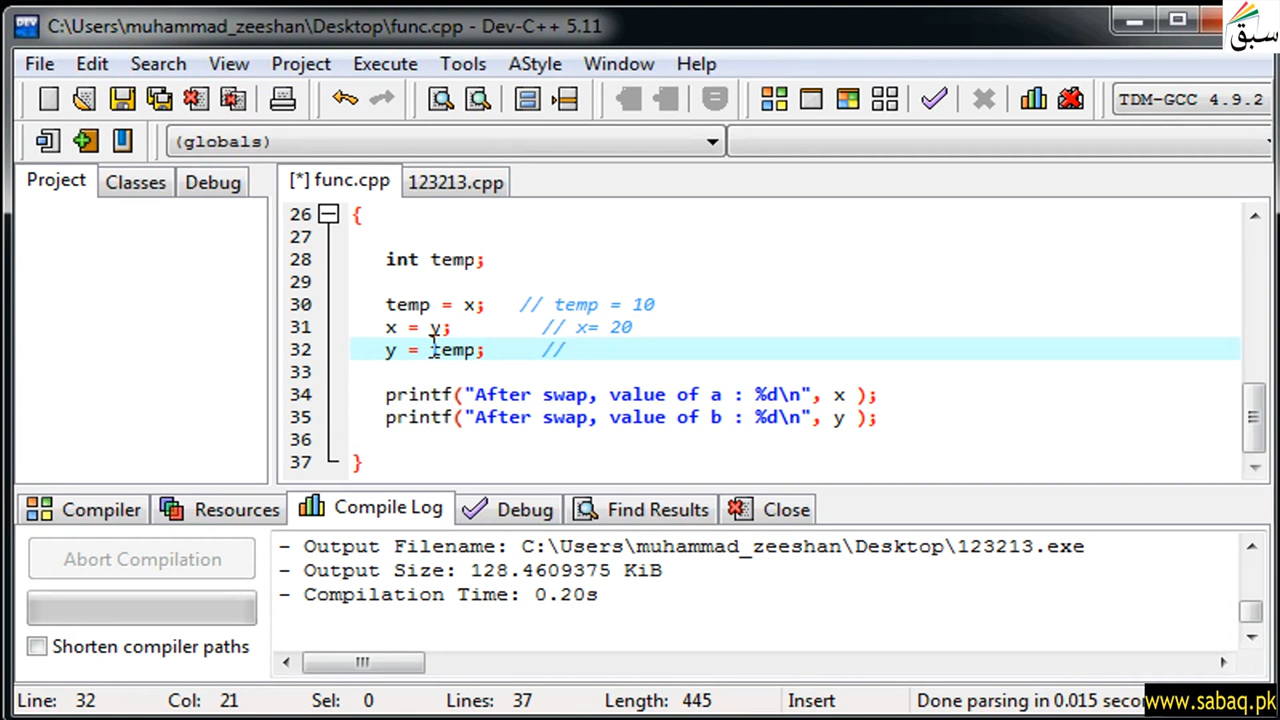 C:\Users\muhammad_zeeshan\Desktop\func.cpp - Dev-C++ 5.11
سبق
File Edit Search View Project Execute Tools AStyle Window Help
TDM-GCC 4.9.2
(globals)
Project Classes Debug
[*] func.cpp 123213.cpp
26 {
27
28 int temp;
29
30 temp = x; // temp = 10
31 x = y; // x= 20
32 y = temp; //
33
34 printf("After swap, value of a : %d\n", x );
35 printf("After swap, value of b : %d\n", y );
36
37 }
Compiler Resources Compile Log Debug Find Results Close
Abort Compilation
Shorten compiler paths
- Output Filename: C:\Users\muhammad_zeeshan\Desktop\123213.exe
- Output Size: 128.4609375 KiB
- Compilation Time: 0.20s
Line: 32 Col: 21 Sel: 0 Lines: 37 Length: 445 Insert Done parsing in 0.015 secon
www.sabaq.pk